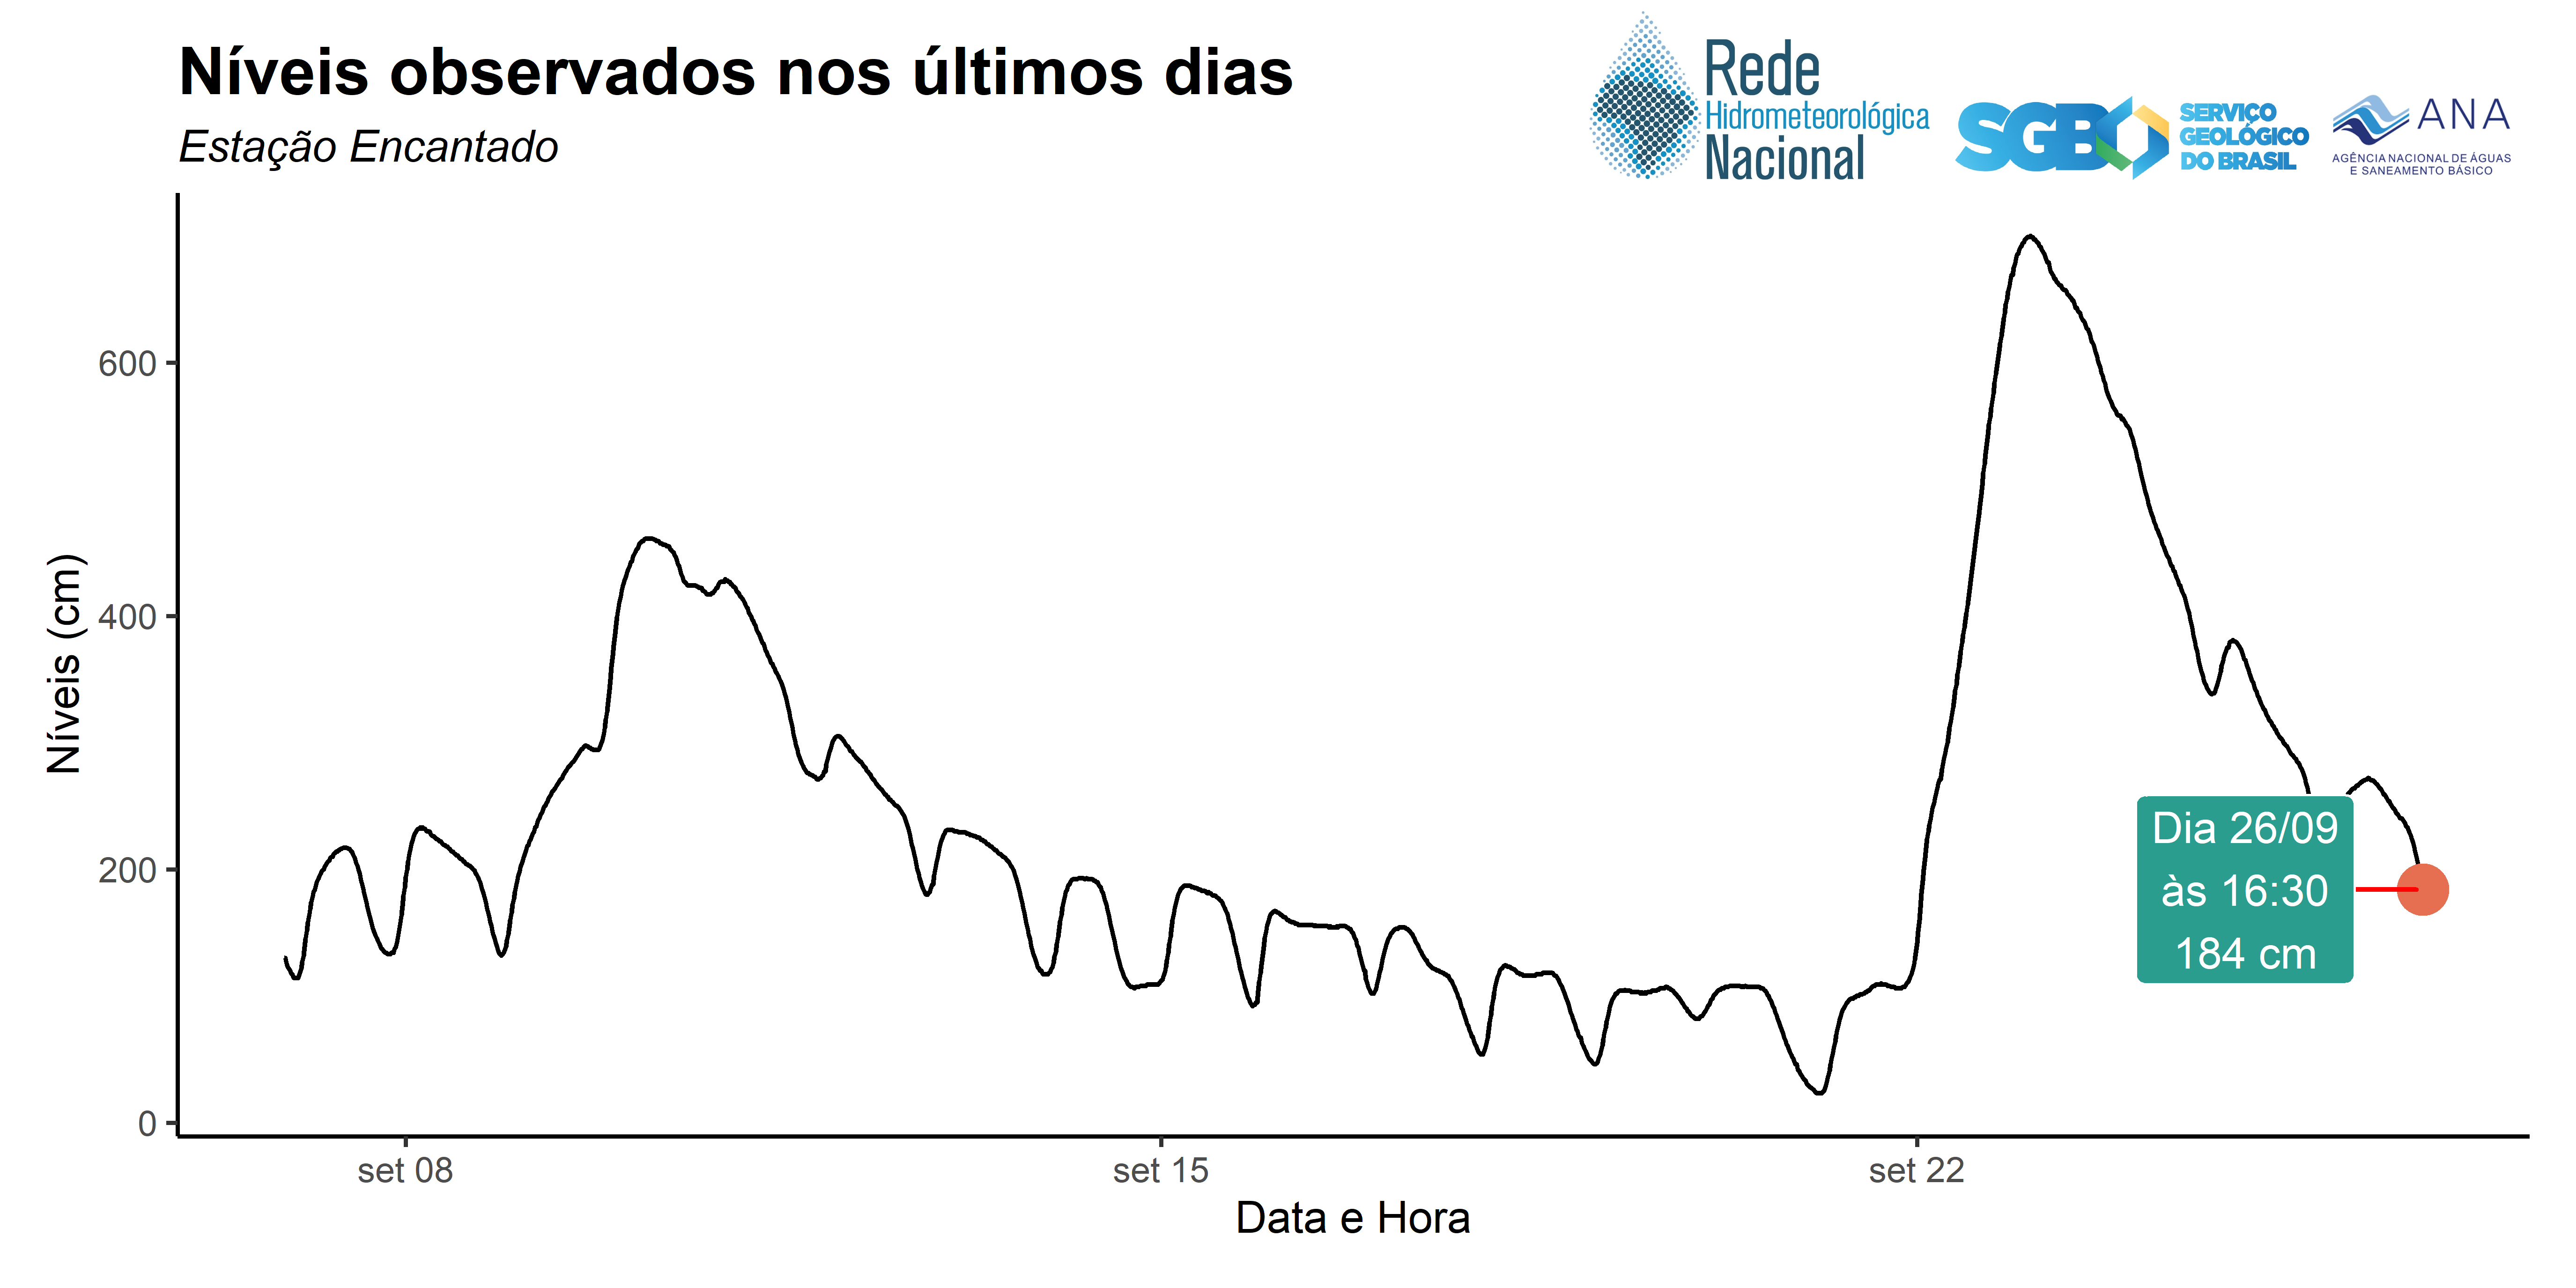 Níveis observados nos últimos dias
Estação Encantado
Rede
Hidrometeorológica
Nacional
SGB
SERVIÇO
GEOLÓGICO
DO BRASIL
ANA
AGÊNCIA NACIONAL DE ÁGUAS
E SANEAMENTO BÁSICO
Níveis (cm)
600
400
200
0
Dia 26/09
às 16:30
184 cm
set 08
set 15
set 22
Data e Hora